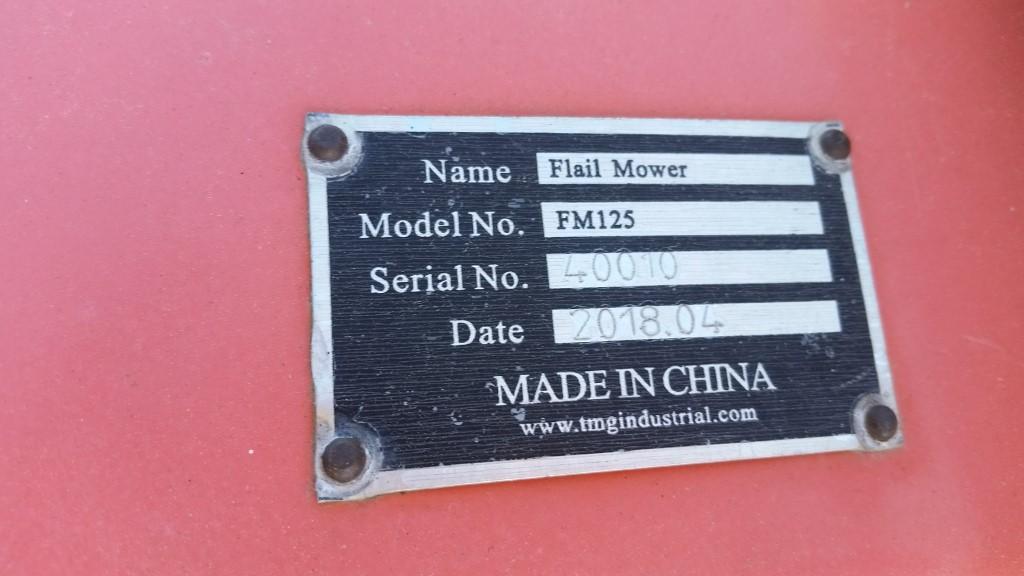 Name Flail Mower
Model No. FM125
Serial No. 40010
Date 2018.04
MADE IN CHINA
www.tmgindustrial.com